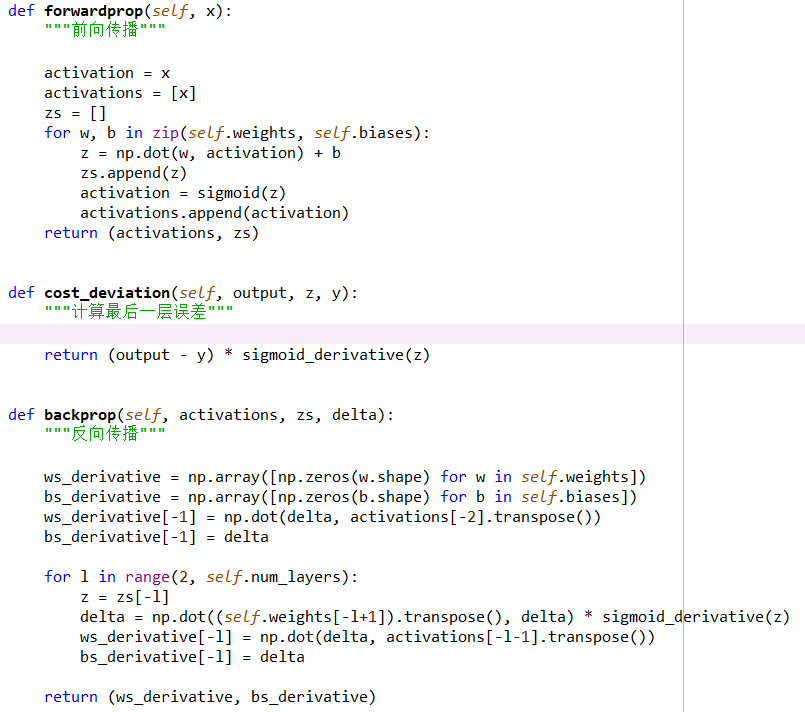 def forwardprop(self, x):
    """前向传播"""
    activation = x
    activations = [x]
    zs = []
    for w, b in zip(self.weights, self.biases):
        z = np.dot(w, activation) + b
        zs.append(z)
        activation = sigmoid(z)
        activations.append(activation)
    return (activations, zs)
def cost_deviation(self, output, z, y):
    """计算最后一层误差"""
    return (output - y) * sigmoid_derivative(z)
def backprop(self, activations, zs, delta):
    """反向传播"""
    ws_derivative = np.array([np.zeros(w.shape) for w in self.weights])
    bs_derivative = np.array([np.zeros(b.shape) for b in self.biases])
    ws_derivative[-1] = np.dot(delta, activations[-2].transpose())
    bs_derivative[-1] = delta
    for l in range(2, self.num_layers):
        z = zs[-l]
        delta = np.dot((self.weights[-l+1]).transpose(), delta) * sigmoid_derivative(z)
        ws_derivative[-l] = np.dot(delta, activations[-l-1].transpose())
        bs_derivative[-l] = delta
    return (ws_derivative, bs_derivative)